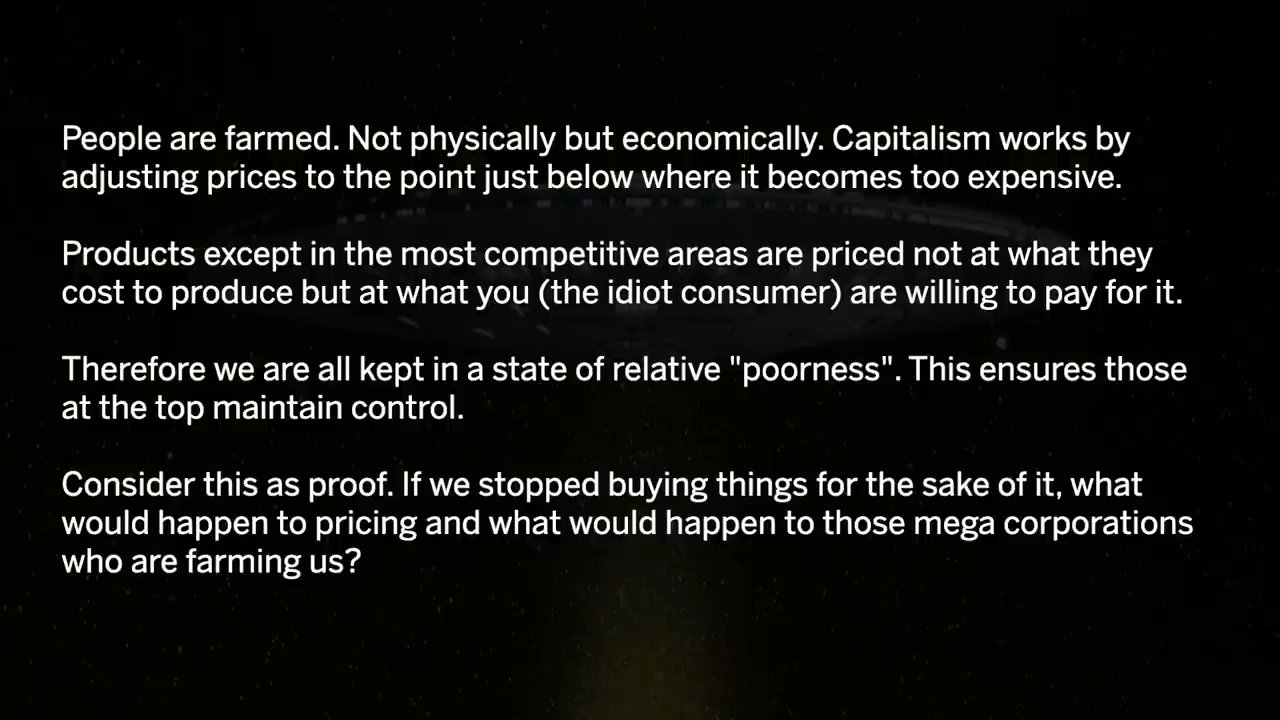 People are farmed. Not physically but economically. Capitalism works by
adjusting prices to the point just below where it becomes too expensive.
Products except in the most competitive areas are priced not at what they
cost to produce but at what you (the idiot consumer) are willing to pay for it.
Therefore we are all kept in a state of relative "poorness". This ensures those
at the top maintain control.
Consider this as proof. If we stopped buying things for the sake of it, what
would happen to pricing and what would happen to those mega corporations
who are farming us?